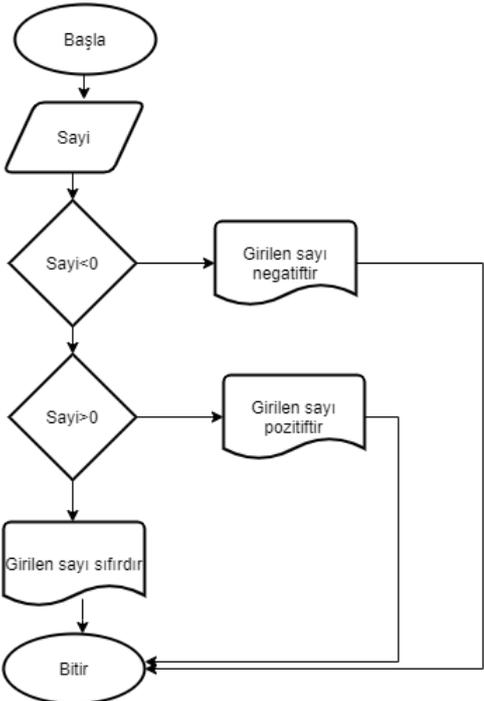 Başla
Sayi
Sayi<0
Girilen sayı
negatiftir
Sayi>0
Girilen sayı
pozitiftir
Girilen sayı sıfırdır
Bitir